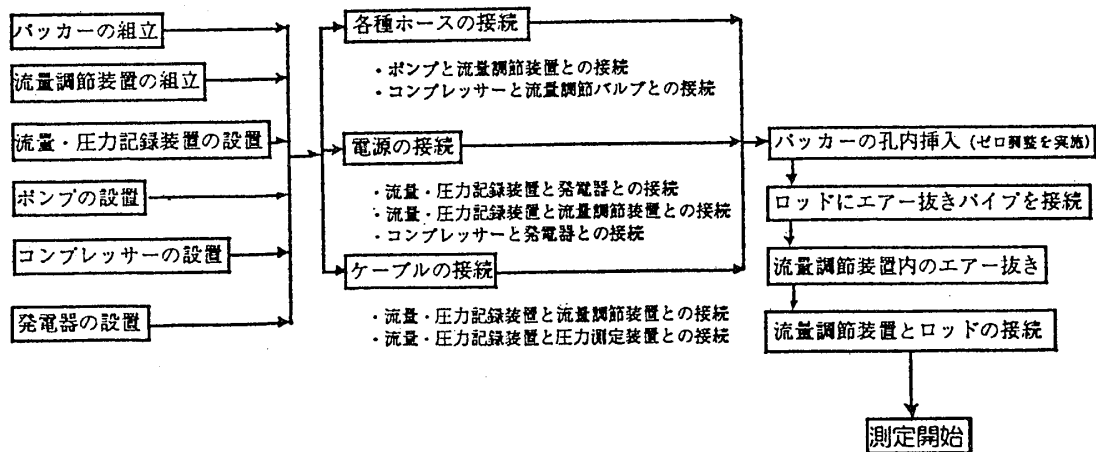 パッカーの組立
流量調節装置の組立
流量・圧力記録装置の設置
ポンプの設置
コンプレッサーの設置
発電器の設置
各種ホースの接続
・ポンプと流量調節装置との接続
・コンプレッサーと流量調節バルブとの接続
電源の接続
・流量・圧力記録装置と発電器との接続
・流量・圧力記録装置と流量調節装置との接続
・コンプレッサーと発電器との接続
ケーブルの接続
・流量・圧力記録装置と流量調節装置との接続
・流量・圧力記録装置と圧力測定装置との接続
パッカーの孔内挿入（ゼロ調整を実施）
ロッドにエアー抜きパイプを接続
流量調節装置内のエアー抜き
流量調節装置とロッドの接続
測定開始